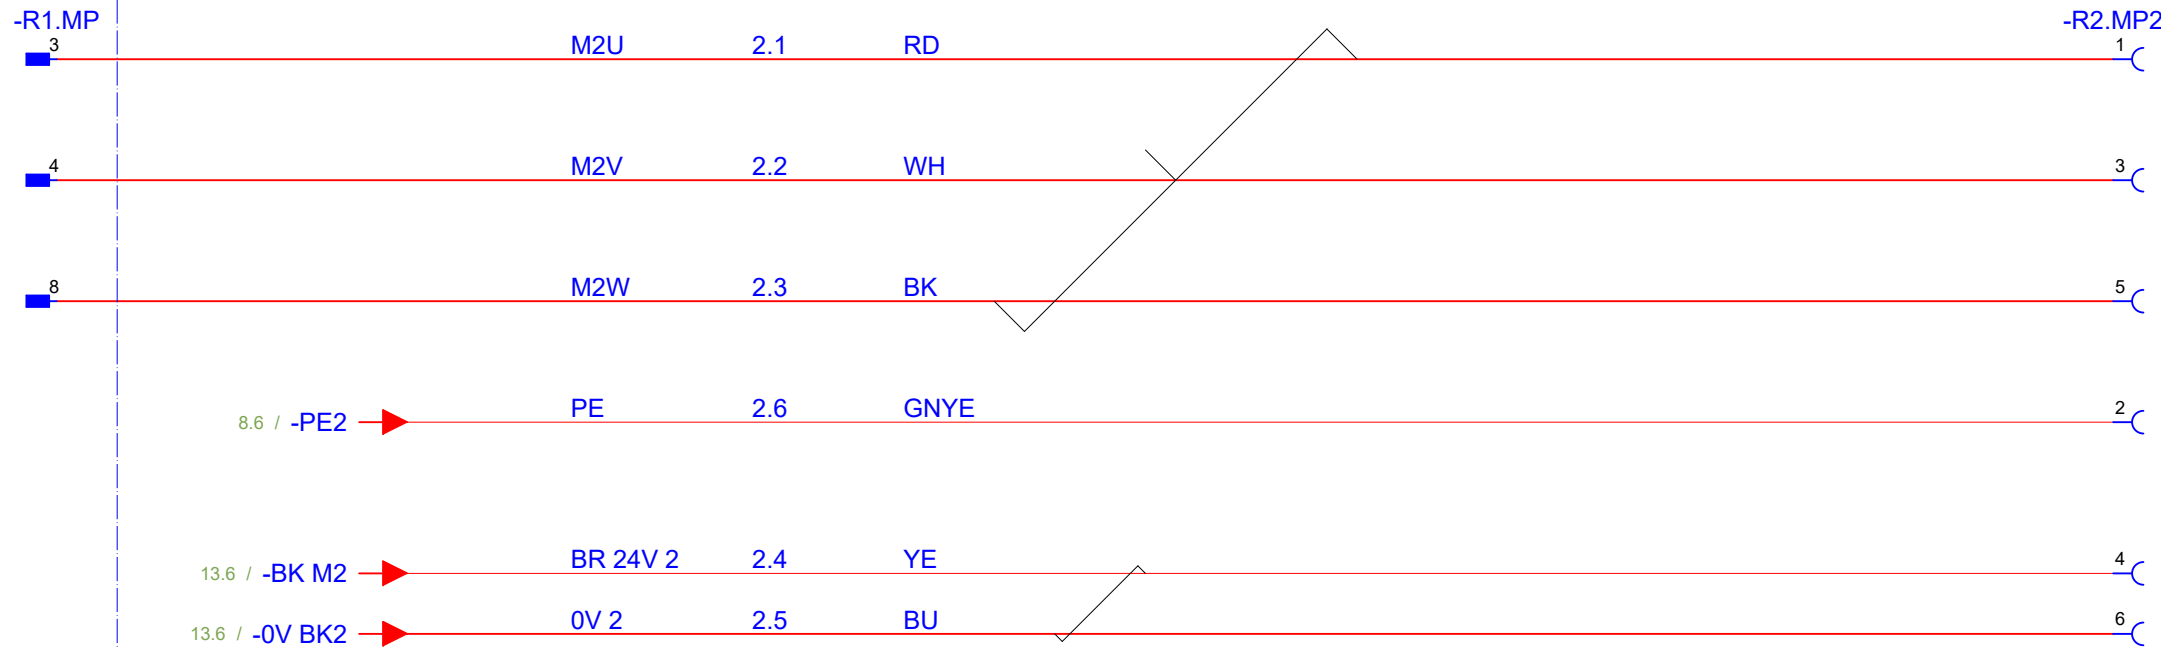 -R1.MP -R2.MP2
3 M2U 2.1 RD 1
4 M2V 2.2 WH 3
8 M2W 2.3 BK 5
8.6 / -PE2 PE 2.6 GNYE 2
13.6 / -BK M2 BR 24V 2 2.4 YE 4
13.6 / -0V BK2 0V 2 2.5 BU 6